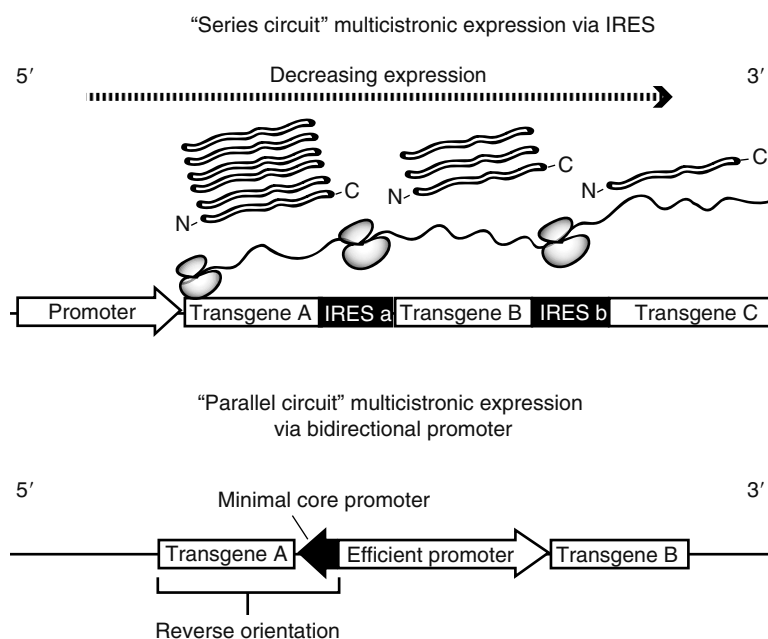 “Series circuit” multicistronic expression via IRES
5′ Decreasing expression 3′
C
C
C
N
N
N
Promoter Transgene A IRES a Transgene B IRES b Transgene C
“Parallel circuit” multicistronic expression
via bidirectional promoter
5′ 3′
Minimal core promoter
Transgene A Efficient promoter Transgene B
Reverse orientation